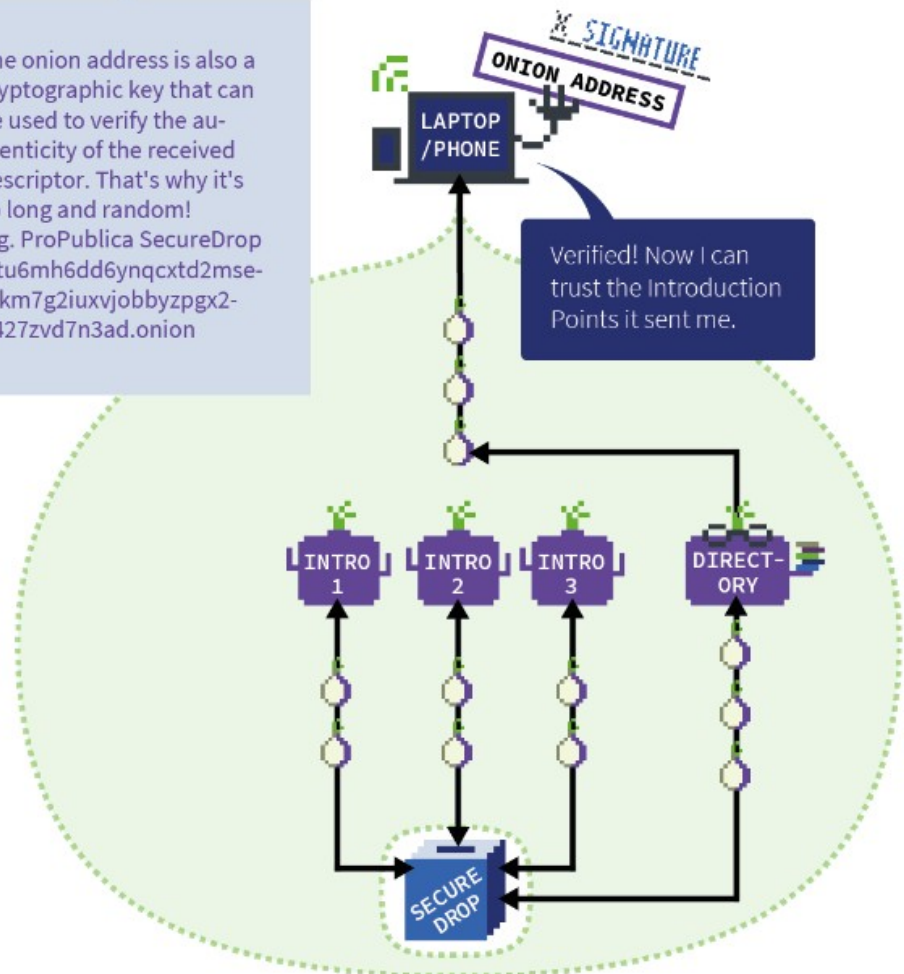 ne onion address is also a
yptographic key that can
e used to verify the au-
enticity of the received
escriptor. That's why it's
long and random!
g. ProPublica SecureDrop
tu6mh6dd6ynqcxtd2mse-
km7g2iuxvjobbyzpgx2-
427zvd7n3ad.onion
X SIGNATURE
ONION ADDRESS
LAPTOP
/PHONE
Verified! Now I can
trust the Introduction
Points it sent me.
INTRO
1
INTRO
2
INTRO
3
DIRECT-
ORY
SECURE
DROP